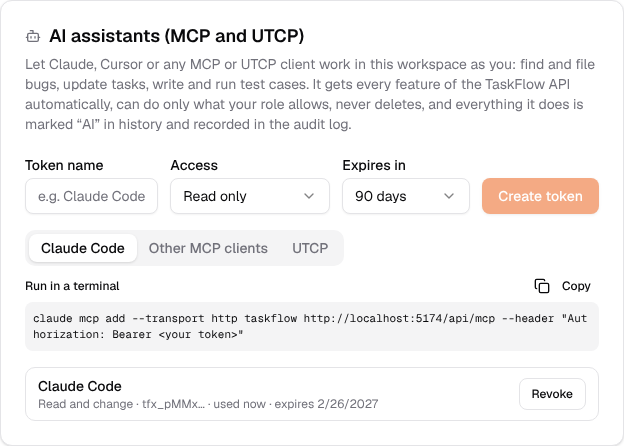 AI assistants (MCP and UTCP)
Let Claude, Cursor or any MCP or UTCP client work in this workspace as you: find and file
bugs, update tasks, write and run test cases. It gets every feature of the TaskFlow API
automatically, can do only what your role allows, never deletes, and everything it does is
marked “AI” in history and recorded in the audit log.
Token name Access Expires in
e.g. Claude Code Read only 90 days Create token
Claude Code Other MCP clients UTCP
Run in a terminal Copy
claude mcp add --transport http taskflow http://localhost:5174/api/mcp --header "Aut
horization: Bearer <your token>"
Claude Code
Read and change · tfx_pMMx… · used now · expires 2/26/2027
Revoke